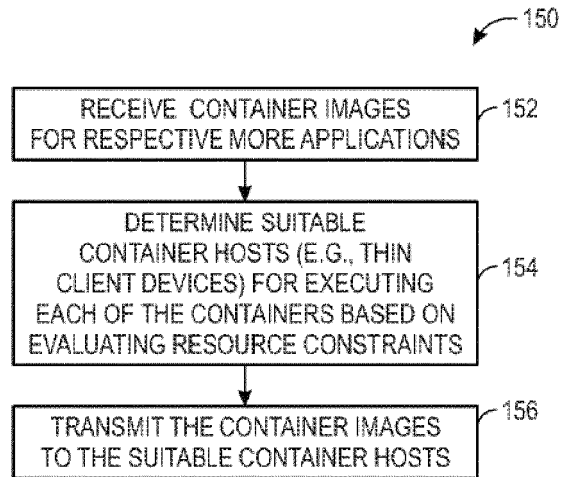 150
RECEIVE CONTAINER IMAGES
FOR RESPECTIVE MORE APPLICATIONS
152
DETERMINE SUITABLE
CONTAINER HOSTS (E.G., THIN
CLIENT DEVICES) FOR EXECUTING
EACH OF THE CONTAINERS BASED ON
EVALUATING RESOURCE CONSTRAINTS
154
TRANSMIT THE CONTAINER IMAGES
TO THE SUITABLE CONTAINER HOSTS
156